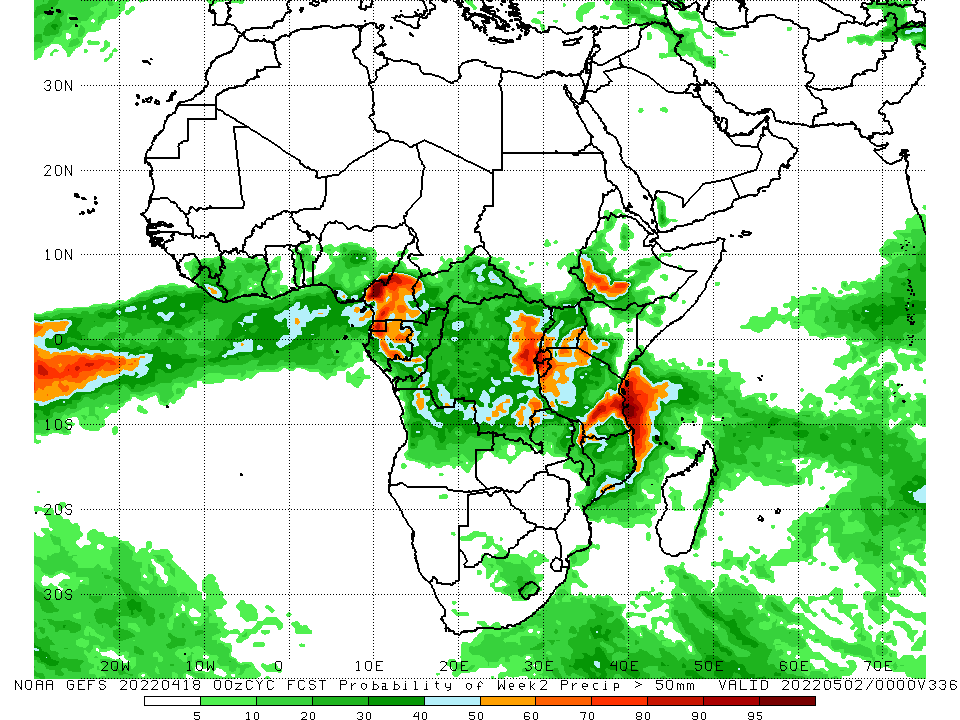 30N
20N
10N
0
10S
20S
30S
20W 10W 0 10E 20E 30E 40E 50E 60E 70E
NOAA GEFS 20220418 00zCYC FCST Probability of Week2 Precip > 50mm VALID 20220502/0000V336
5 10 20 30 40 50 60 70 80 90 95